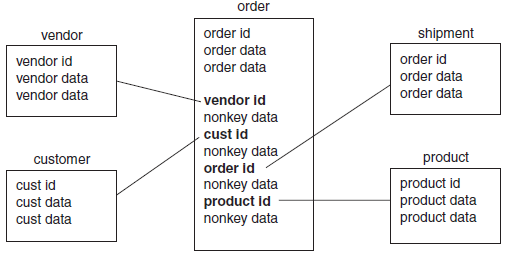 vendor
vendor id
vendor data
vendor data
customer
cust id
cust data
cust data
order
order id
order data
order data
vendor id
nonkey data
cust id
nonkey data
order id
nonkey data
product id
nonkey data
shipment
order id
order data
order data
product
product id
product data
product data